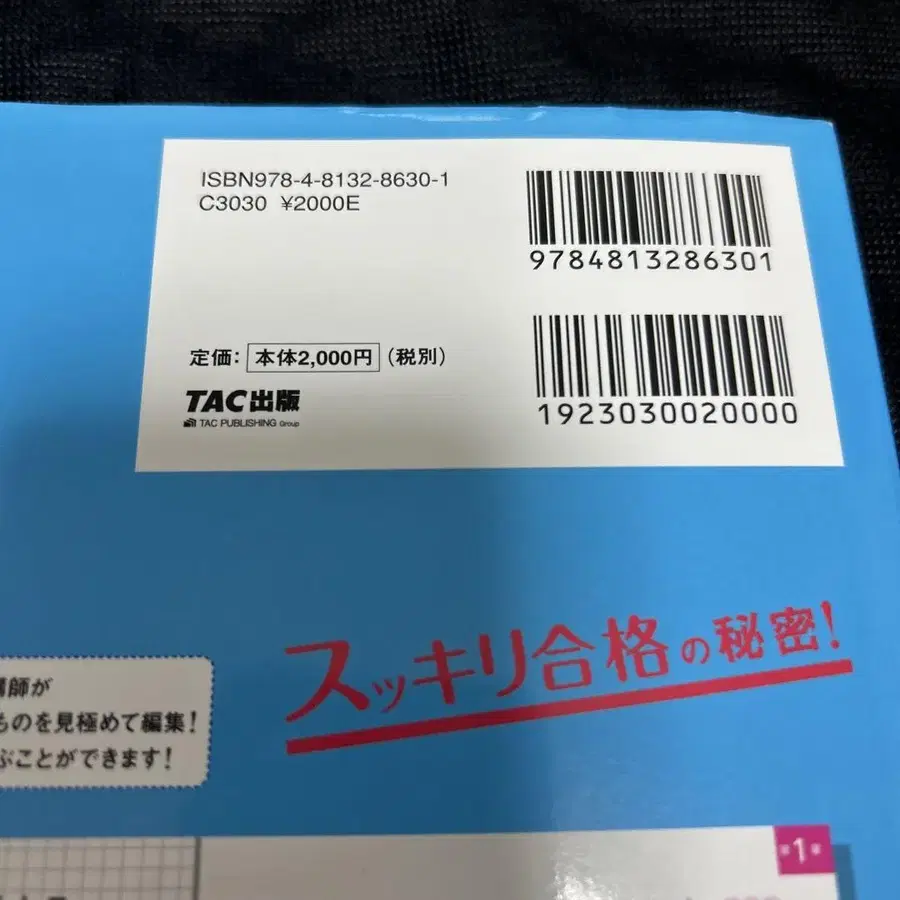 ISBN978-4-8132-8630-1
C3030 ¥2000E
9784813286301
定価: 本体2,000円 (税別)
1923030020000
TAC出版
TAC PUBLISHING Group
スッキリ合格の秘密!
講師が
ものを見極めて編集!
ぶことができます!
第1章